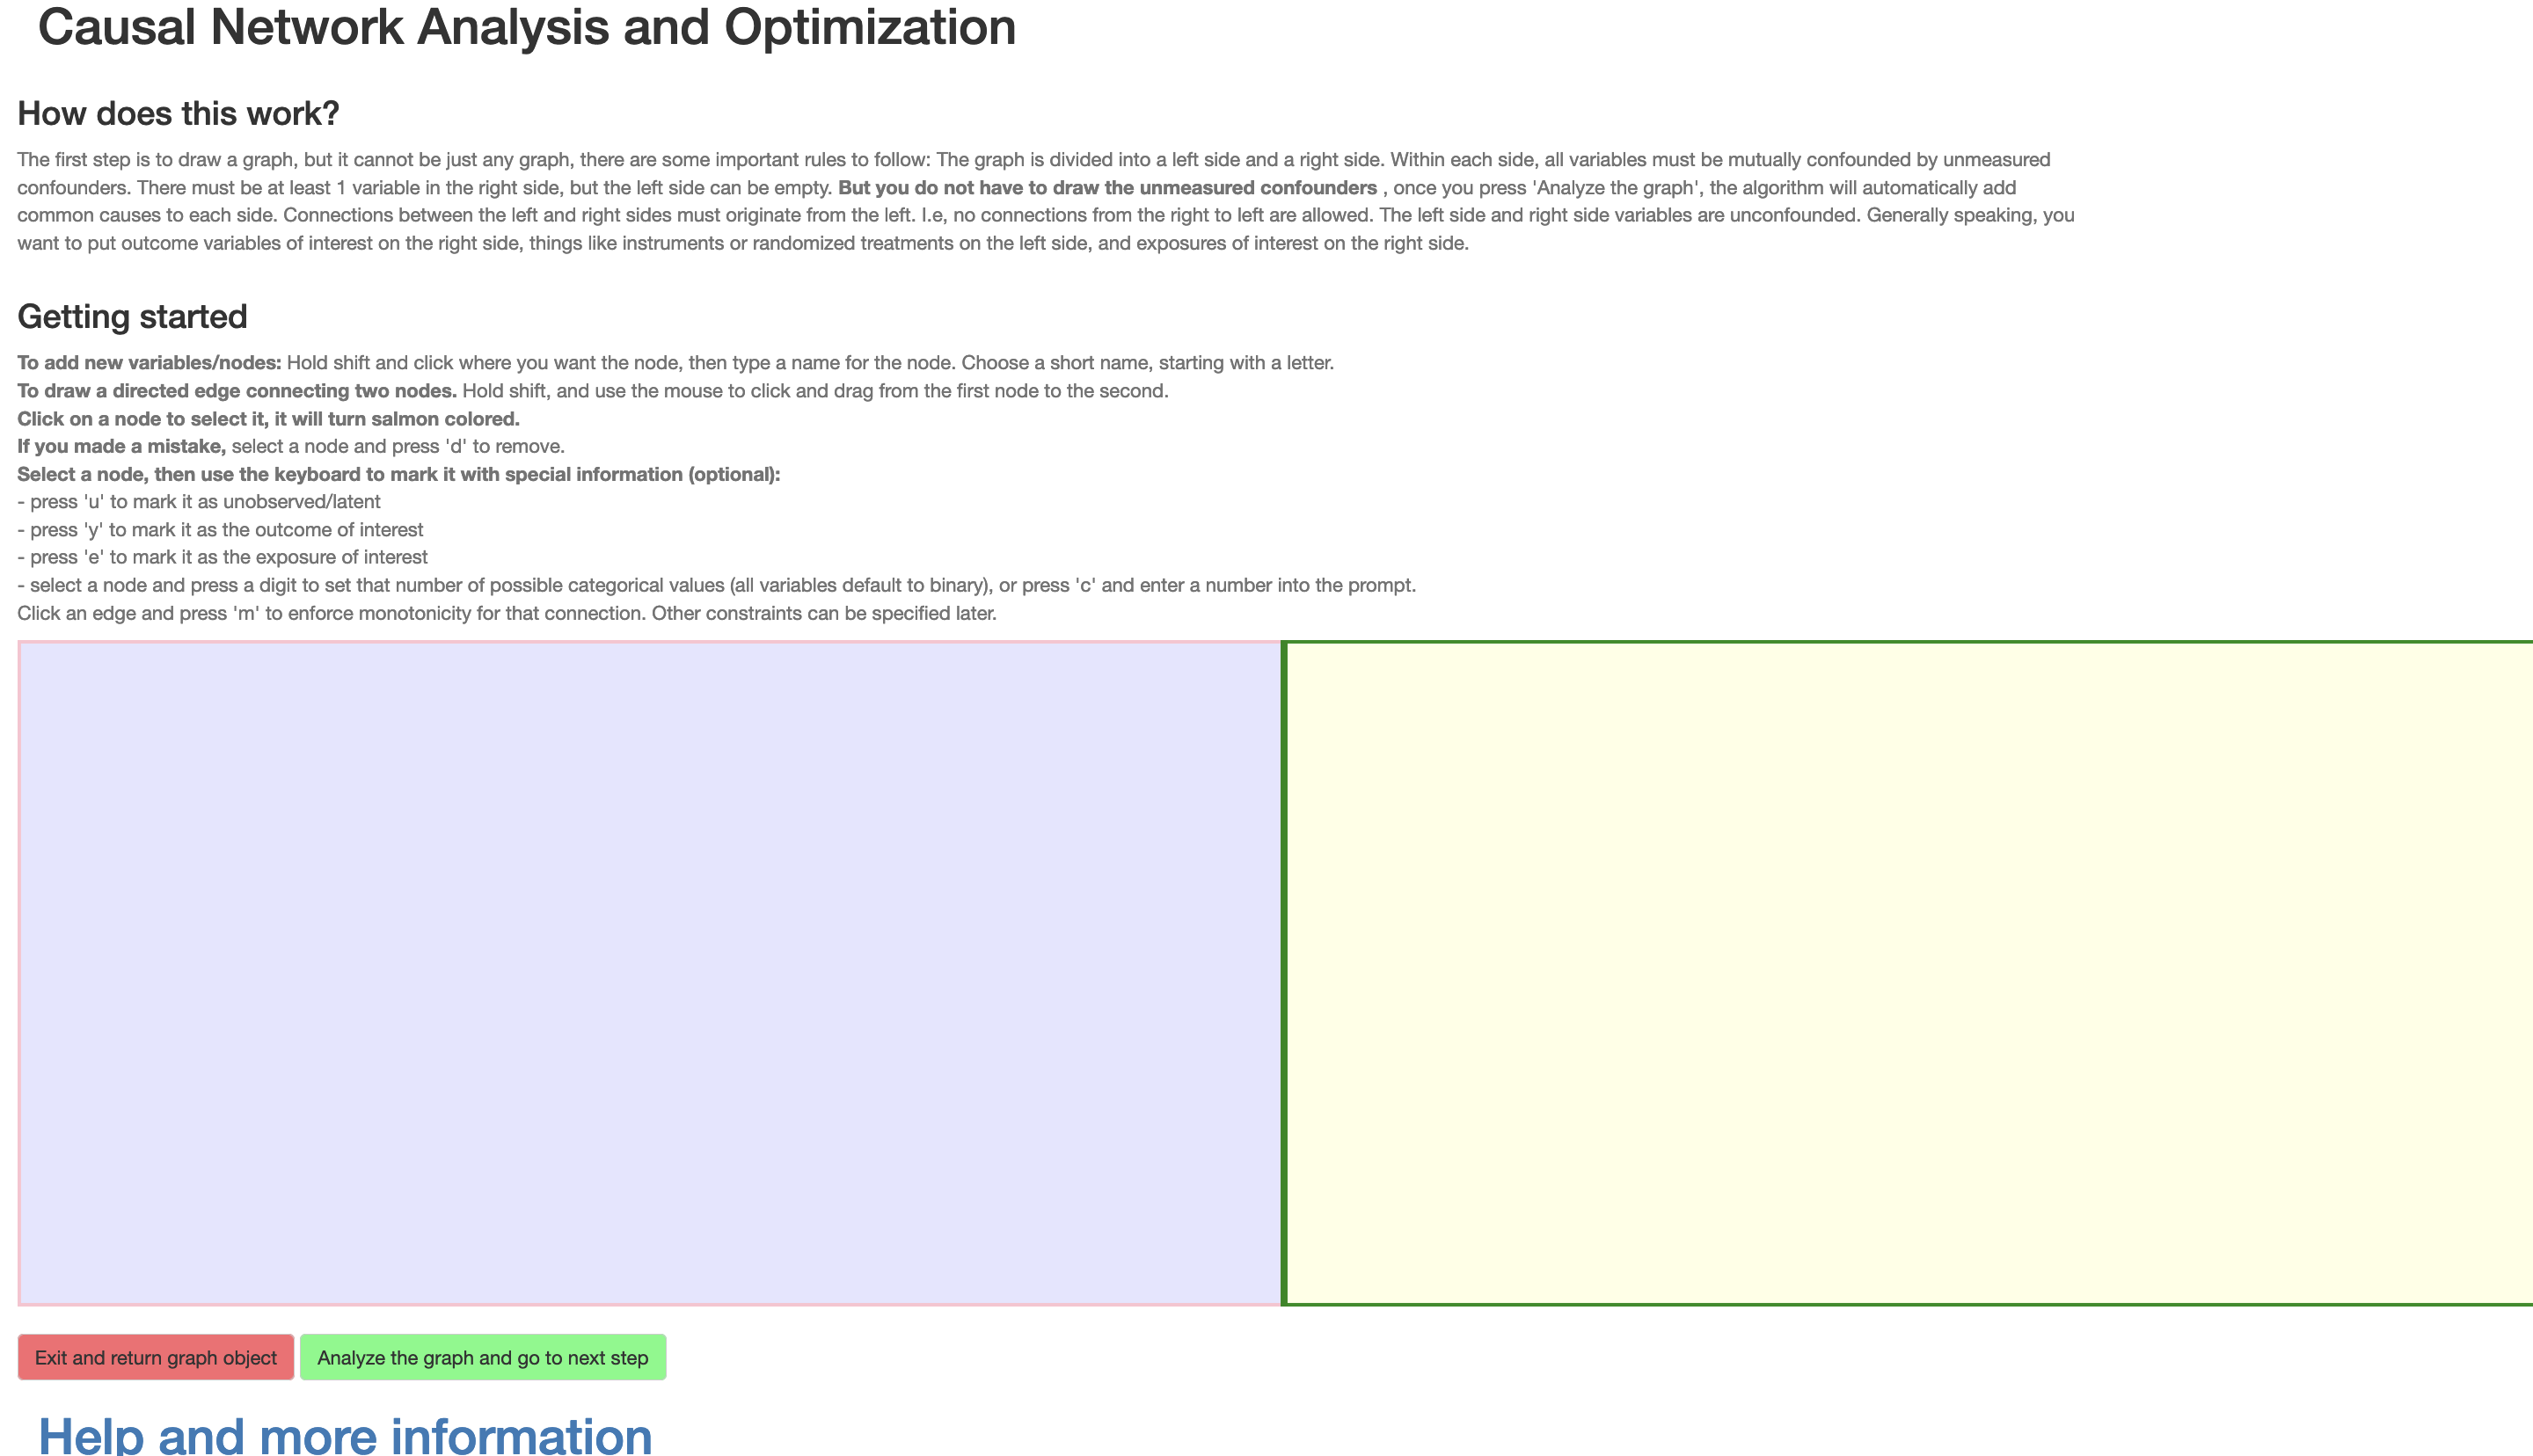 Causal Network Analysis and Optimization
How does this work?
The first step is to draw a graph, but it cannot be just any graph, there are some important rules to follow: The graph is divided into a left side and a right side. Within each side, all variables must be mutually confounded by unmeasured
confounders. There must be at least 1 variable in the right side, but the left side can be empty. But you do not have to draw the unmeasured confounders , once you press 'Analyze the graph', the algorithm will automatically add
common causes to each side. Connections between the left and right sides must originate from the left. I.e, no connections from the right to left are allowed. The left side and right side variables are unconfounded. Generally speaking, you
want to put outcome variables of interest on the right side, things like instruments or randomized treatments on the left side, and exposures of interest on the right side.
Getting started
To add new variables/nodes: Hold shift and click where you want the node, then type a name for the node. Choose a short name, starting with a letter.
To draw a directed edge connecting two nodes. Hold shift, and use the mouse to click and drag from the first node to the second.
Click on a node to select it, it will turn salmon colored.
If you made a mistake, select a node and press 'd' to remove.
Select a node, then use the keyboard to mark it with special information (optional):
- press 'u' to mark it as unobserved/latent
- press 'y' to mark it as the outcome of interest
- press 'e' to mark it as the exposure of interest
- select a node and press a digit to set that number of possible categorical values (all variables default to binary), or press 'c' and enter a number into the prompt.
Click an edge and press 'm' to enforce monotonicity for that connection. Other constraints can be specified later.
Exit and return graph object
Analyze the graph and go to next step
Help and more information